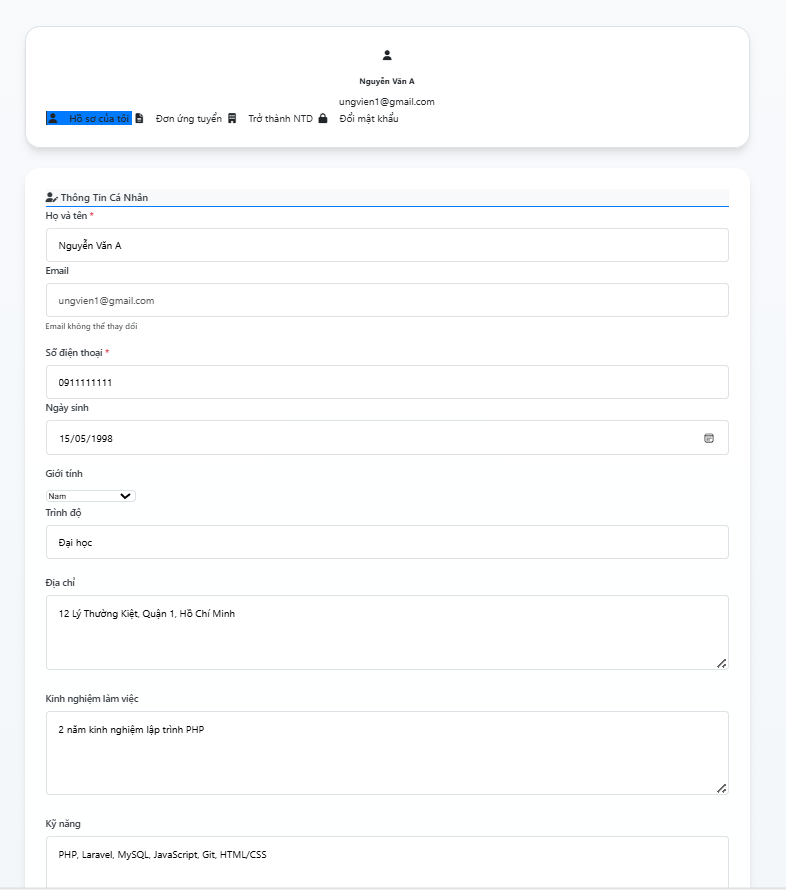 Nguyễn Văn A
ungvien1@gmail.com
Hồ sơ của tôi Đơn ứng tuyển Trở thành NTD Đổi mật khẩu
Thông Tin Cá Nhân
Họ và tên *
Nguyễn Văn A
Email
ungvien1@gmail.com
Email không thể thay đổi
Số điện thoại *
0911111111
Ngày sinh
15/05/1998
Giới tính
Nam
Trình độ
Đại học
Địa chỉ
12 Lý Thường Kiệt, Quận 1, Hồ Chí Minh
Kinh nghiệm làm việc
2 năm kinh nghiệm lập trình PHP
Kỹ năng
PHP, Laravel, MySQL, JavaScript, Git, HTML/CSS